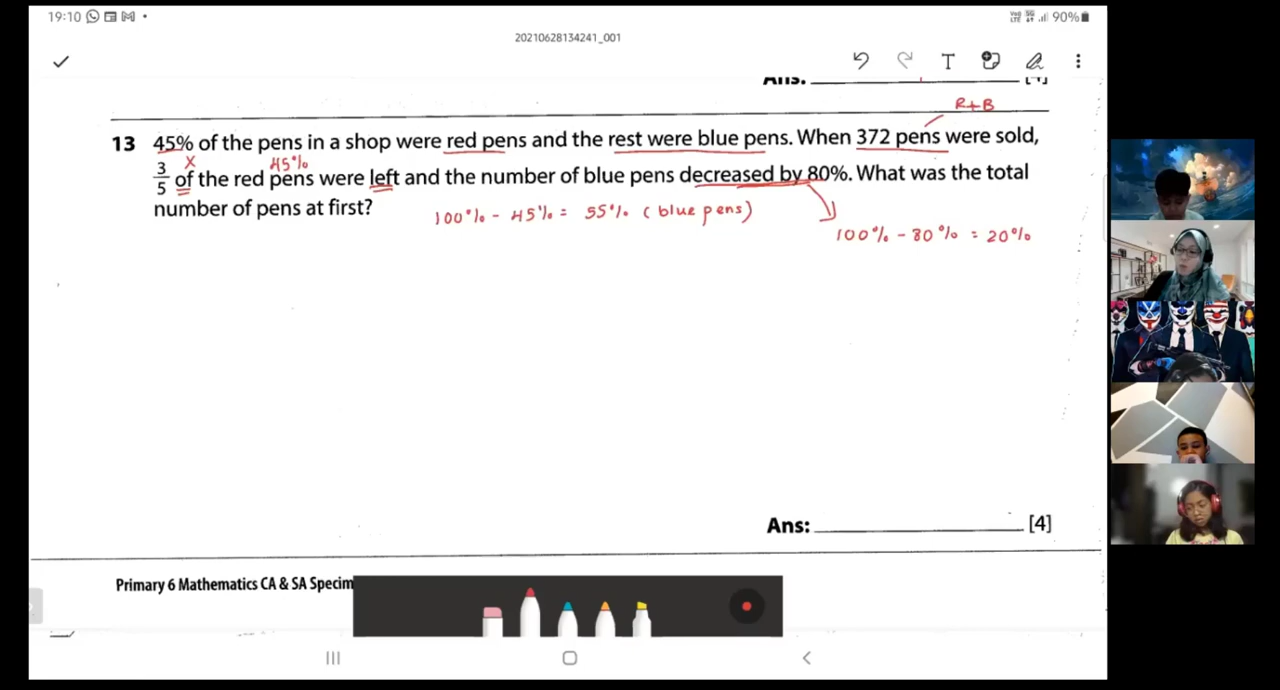 19:10
90%
20210628134241_001
T
Ans. [4]
R+B
13 45% of the pens in a shop were red pens and the rest were blue pens. When 372 pens were sold,
x 45%
3/5 of the red pens were left and the number of blue pens decreased by 80%. What was the total
number of pens at first?
100% - 45% = 55% (blue pens)
100% - 80% = 20%
Ans: [4]
Primary 6 Mathematics CA & SA Specim